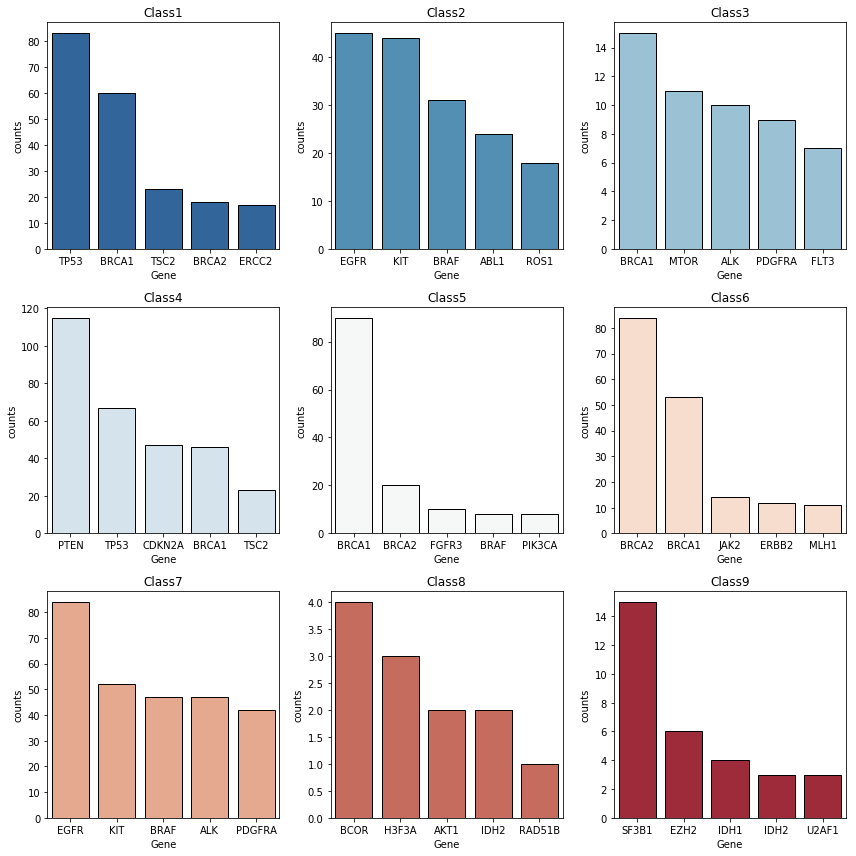 Class1
counts
80
70
60
50
40
30
20
10
0
TP53 BRCA1 TSC2 BRCA2 ERCC2
Gene
Class2
counts
40
30
20
10
0
EGFR KIT BRAF ABL1 ROS1
Gene
Class3
counts
14
12
10
8
6
4
2
0
BRCA1 MTOR ALK PDGFRA FLT3
Gene
Class4
counts
120
100
80
60
40
20
0
PTEN TP53 CDKN2A BRCA1 TSC2
Gene
Class5
counts
80
60
40
20
0
BRCA1 BRCA2 FGFR3 BRAF PIK3CA
Gene
Class6
counts
80
70
60
50
40
30
20
10
0
BRCA2 BRCA1 JAK2 ERBB2 MLH1
Gene
Class7
counts
80
70
60
50
40
30
20
10
0
EGFR KIT BRAF ALK PDGFRA
Gene
Class8
counts
4.0
3.5
3.0
2.5
2.0
1.5
1.0
0.5
0.0
BCOR H3F3A AKT1 IDH2 RAD51B
Gene
Class9
counts
14
12
10
8
6
4
2
0
SF3B1 EZH2 IDH1 IDH2 U2AF1
Gene